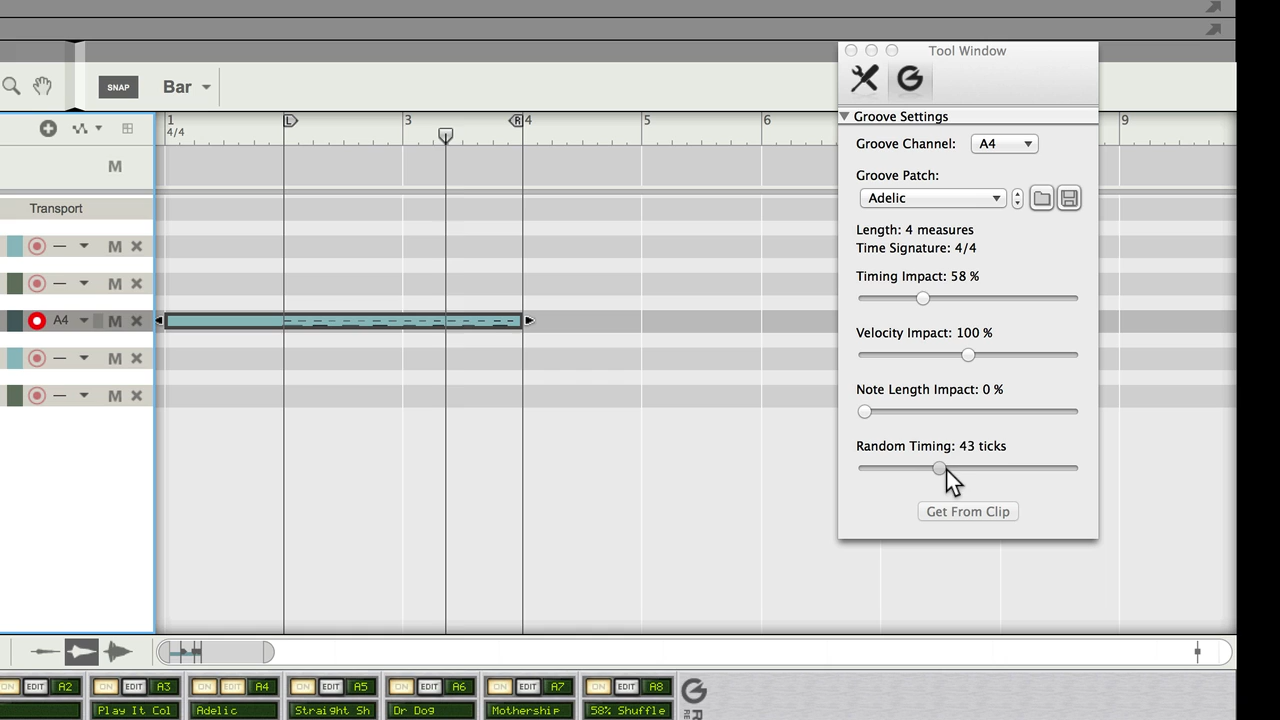 Tool Window
SNAP
Bar
1
L
3
R
4
5
6
9
4/4
Groove Settings
Groove Channel: A4
M
Groove Patch:
Adelic
Transport
Length: 4 measures
Time Signature: 4/4
M
Timing Impact: 58 %
M
A4
M
Velocity Impact: 100 %
M
Note Length Impact: 0 %
M
Random Timing: 43 ticks
Get From Clip
ON EDIT A2
ON EDIT A3
ON EDIT A4
ON EDIT A5
ON EDIT A6
ON EDIT A7
ON EDIT A8
Play It Col
Adelic
Straight Sh
Dr Dog
Mothership
58% Shuffle